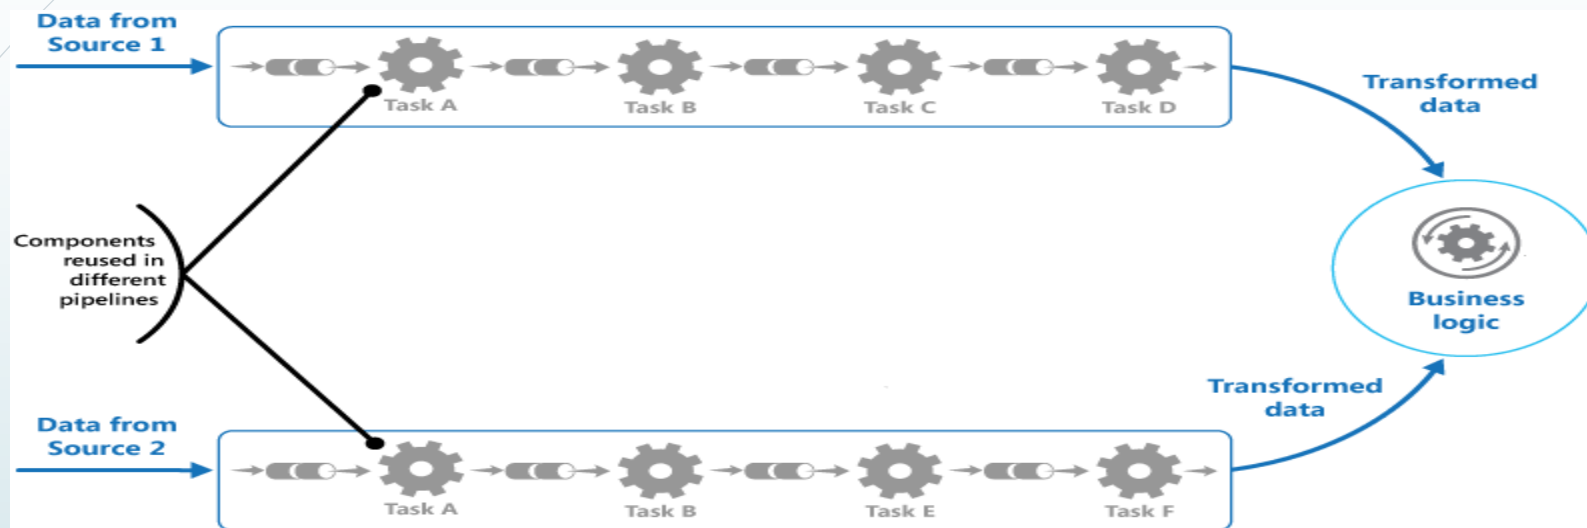 Data from
Source 1
Task A
Task B
Task C
Task D
Transformed
data
Components
reused in
different
pipelines
Business
logic
Transformed
data
Data from
Source 2
Task A
Task B
Task E
Task F